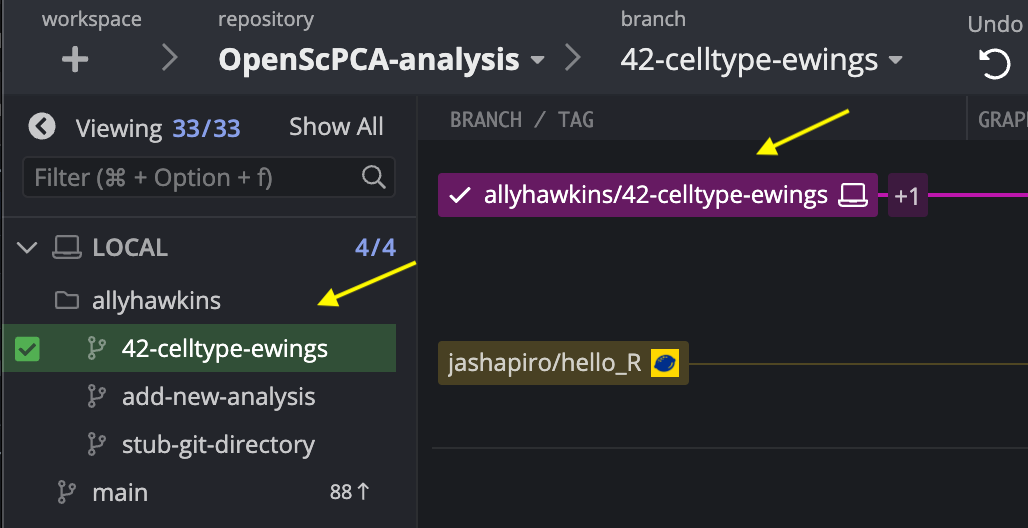 workspace repository branch Undo
OpenScPCA-analysis 42-celltype-ewings
Viewing 33/33 Show All
Filter (⌘ + Option + f)
LOCAL 4/4
allyhawkins
42-celltype-ewings
add-new-analysis
stub-git-directory
main 88↑
BRANCH / TAG GRAPH
allyhawkins/42-celltype-ewings +1
jashapiro/hello_R